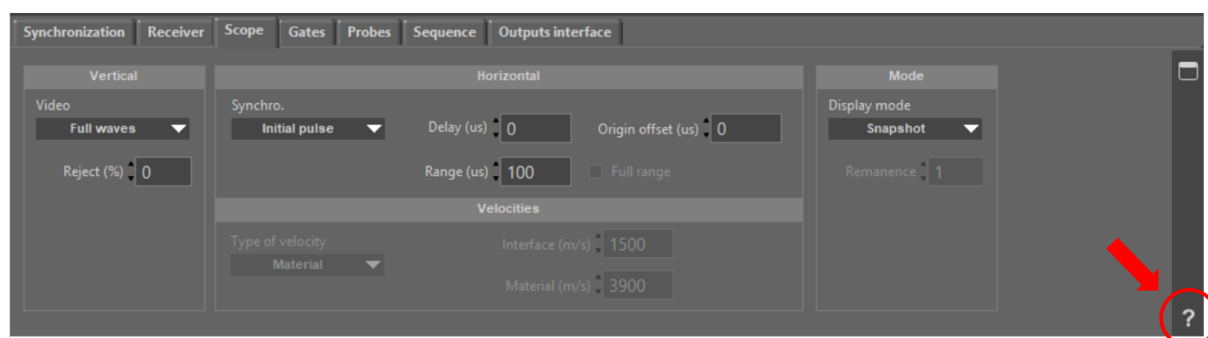 Synchronization Receiver Scope Gates Probes Sequence Outputs interface
Vertical Horizontal Mode
Video Synchro. Display mode
Full waves Initial pulse Delay (us) 0 Origin offset (us) 0 Snapshot
Reject (%) 0 Range (us) 100 Full range Remanence 1
Velocities
Type of velocity Interface (m/s) 1500
Material Material (m/s) 3900
?